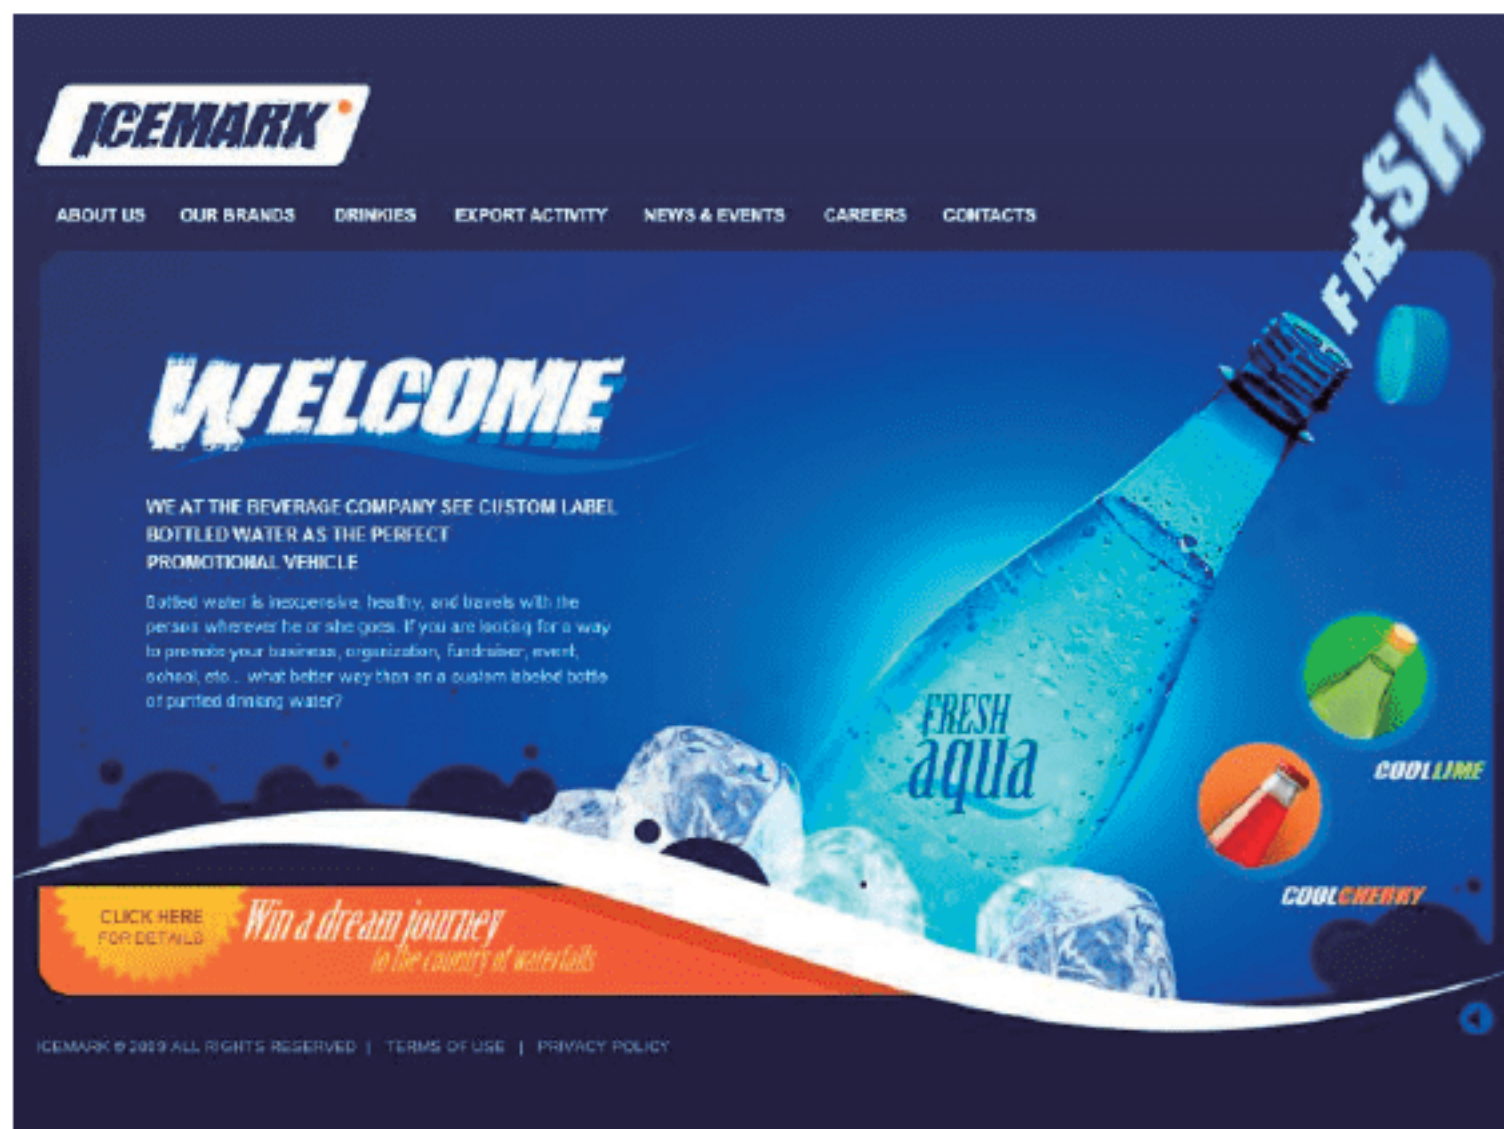 FRESH
ICEMARK
ABOUT US OUR BRANDS DRINKIES EXPORT ACTIVITY NEWS & EVENTS CAREERS CONTACTS
WELCOME
WE AT THE BEVERAGE COMPANY SEE CUSTOM LABEL
BOTTLED WATER AS THE PERFECT
PROMOTIONAL VEHICLE
Bottled water is inexpensive, healthy, and travels with the
person wherever he or she goes. If you are looking for a way
to promote your business, organization, fundraiser, event,
school, etc... what better way than on a custom labeled bottle
of purified drinking water?
FRESH
aqua
COOLLIME
COOLCHERRY
CLICK HERE
FOR DETAILS
Win a dream journey
to the country of waterfalls
ICEMARK © 2009 ALL RIGHTS RESERVED | TERMS OF USE | PRIVACY POLICY